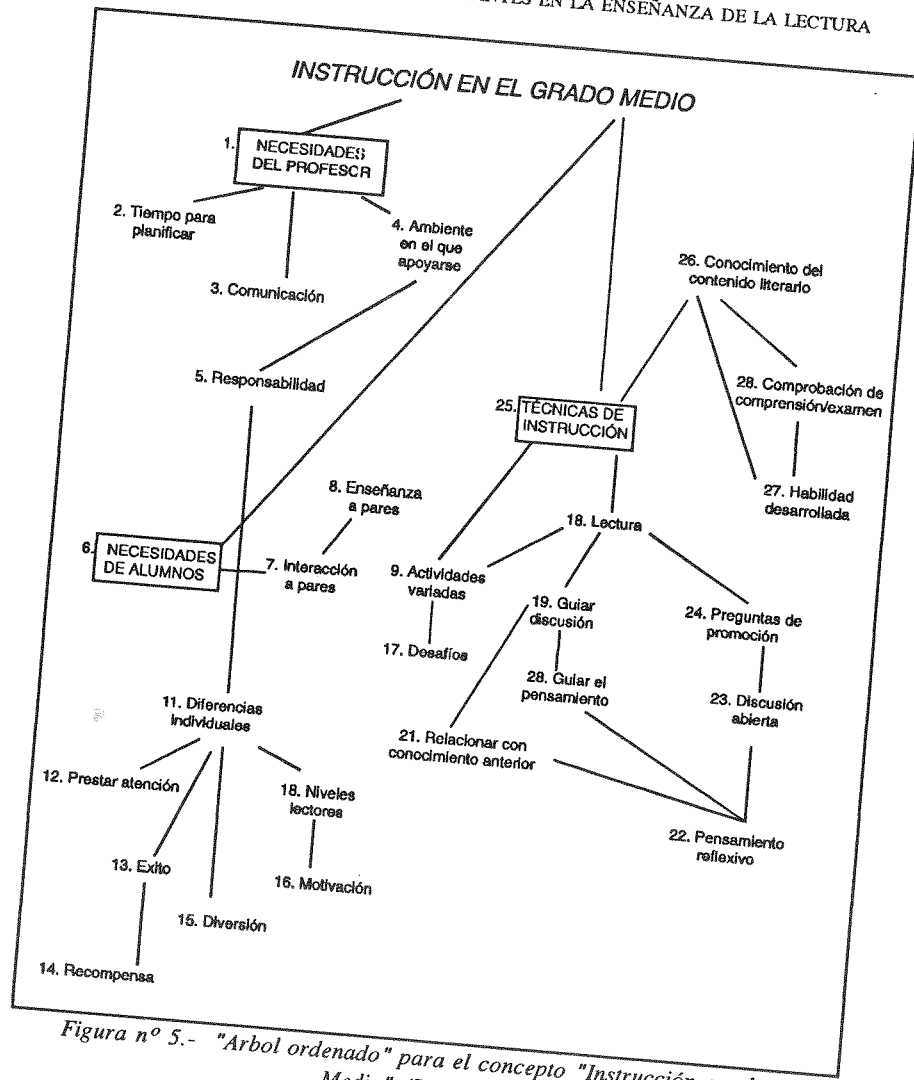 EN LA ENSEÑANZA DE LA LECTURA
INSTRUCCIÓN EN EL GRADO MEDIO
1. NECESIDADES
DEL PROFESCR
2. Tiempo para
planificar
3. Comunicación
4. Ambiente
en el que
apoyarse
5. Responsabilidad
26. Conocimiento del
contenido literario
28. Comprobación de
comprensión/examen
27. Habilidad
desarrollada
25. TÉCNICAS DE
INSTRUCCIÓN
8. Enseñanza
a pares
6. NECESIDADES
DE ALUMNOS
7. Interacción
a pares
18. Lectura
9. Actividades
variadas
17. Desafíos
19. Guiar
discusión
28. Guiar el
pensamiento
24. Preguntas de
promoción
23. Discusión
abierta
21. Relacionar con
conocimiento anterior
22. Pensamiento
reflexivo
11. Diferencias
individuales
12. Prestar atención
18. Niveles
lectores
13. Exito
16. Motivación
15. Diversión
14. Recompensa
Figura nº 5.- "Arbol ordenado" para el concepto "Instrucción